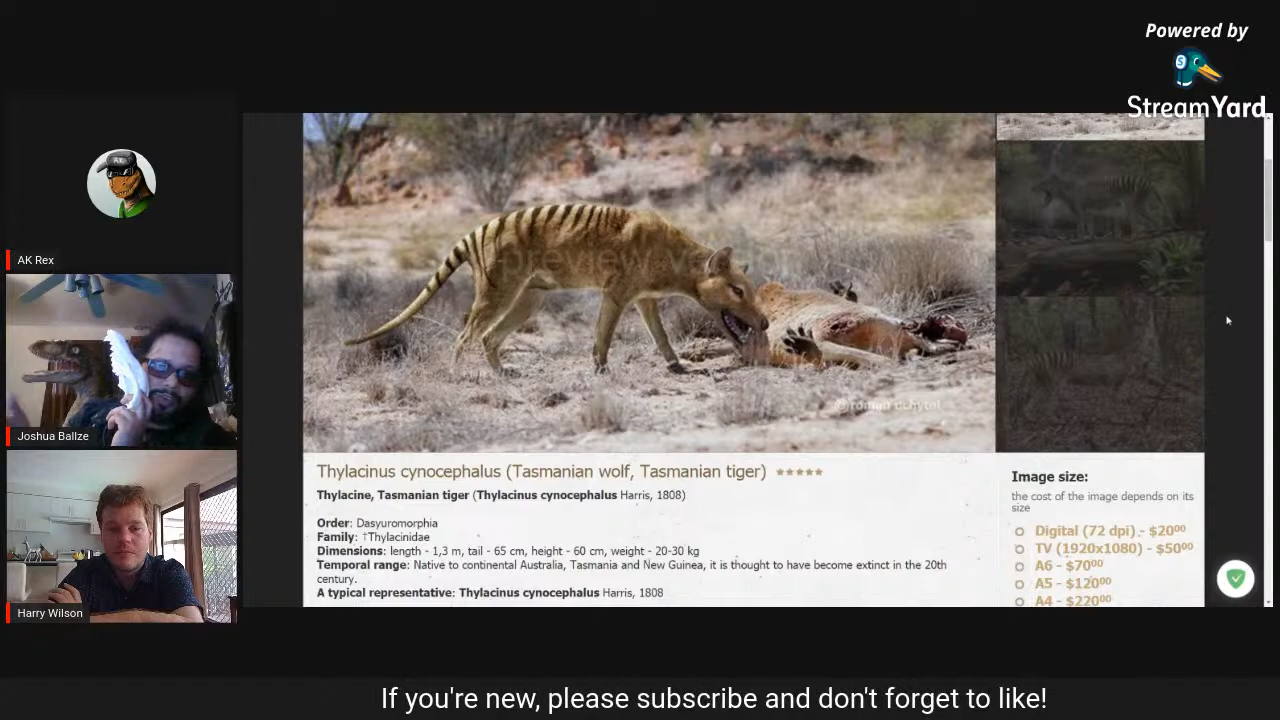 Powered by
StreamYard
AK
AK Rex
Joshua Ballze
Harry Wilson
preview
@roman uchytel
Thylacinus cynocephalus (Tasmanian wolf, Tasmanian tiger) ★★★★★
Thylacine, Tasmanian tiger (Thylacinus cynocephalus Harris, 1808)
Order: Dasyuromorphia
Family: †Thylacinidae
Dimensions: length - 1,3 m, tail - 65 cm, height - 60 cm, weight - 20-30 kg
Temporal range: Native to continental Australia, Tasmania and New Guinea, it is thought to have become extinct in the 20th
century.
A typical representative: Thylacinus cynocephalus Harris, 1808
Image size:
the cost of the image depends on its
size
Digital (72 dpi) - $20⁰⁰
TV (1920x1080) - $50⁰⁰
A6 - $70⁰⁰
A5 - $120⁰⁰
A4 - $220⁰⁰
If you're new, please subscribe and don't forget to like!